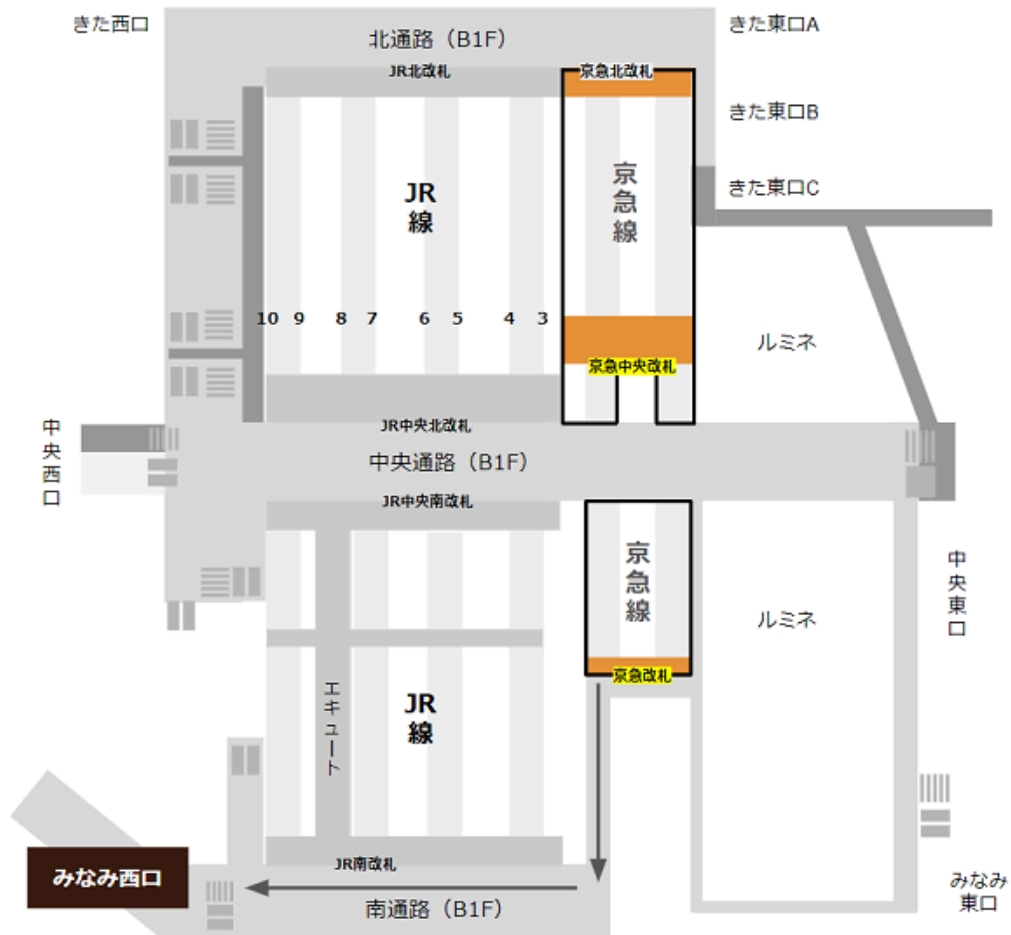 きた西口
北通路（B1F）
きた東口A
JR北改札
京急北改札
きた東口B
JR
線
京
急
線
きた東口C
10 9 8 7 6 5 4 3
ルミネ
京急中央改札
中
央
西
口
JR中央北改札
中央通路（B1F）
JR中央南改札
京
急
線
中
央
東
口
ルミネ
京急改札
エキュート
JR
線
JR南改札
みなみ西口
南通路（B1F）
みなみ
東口